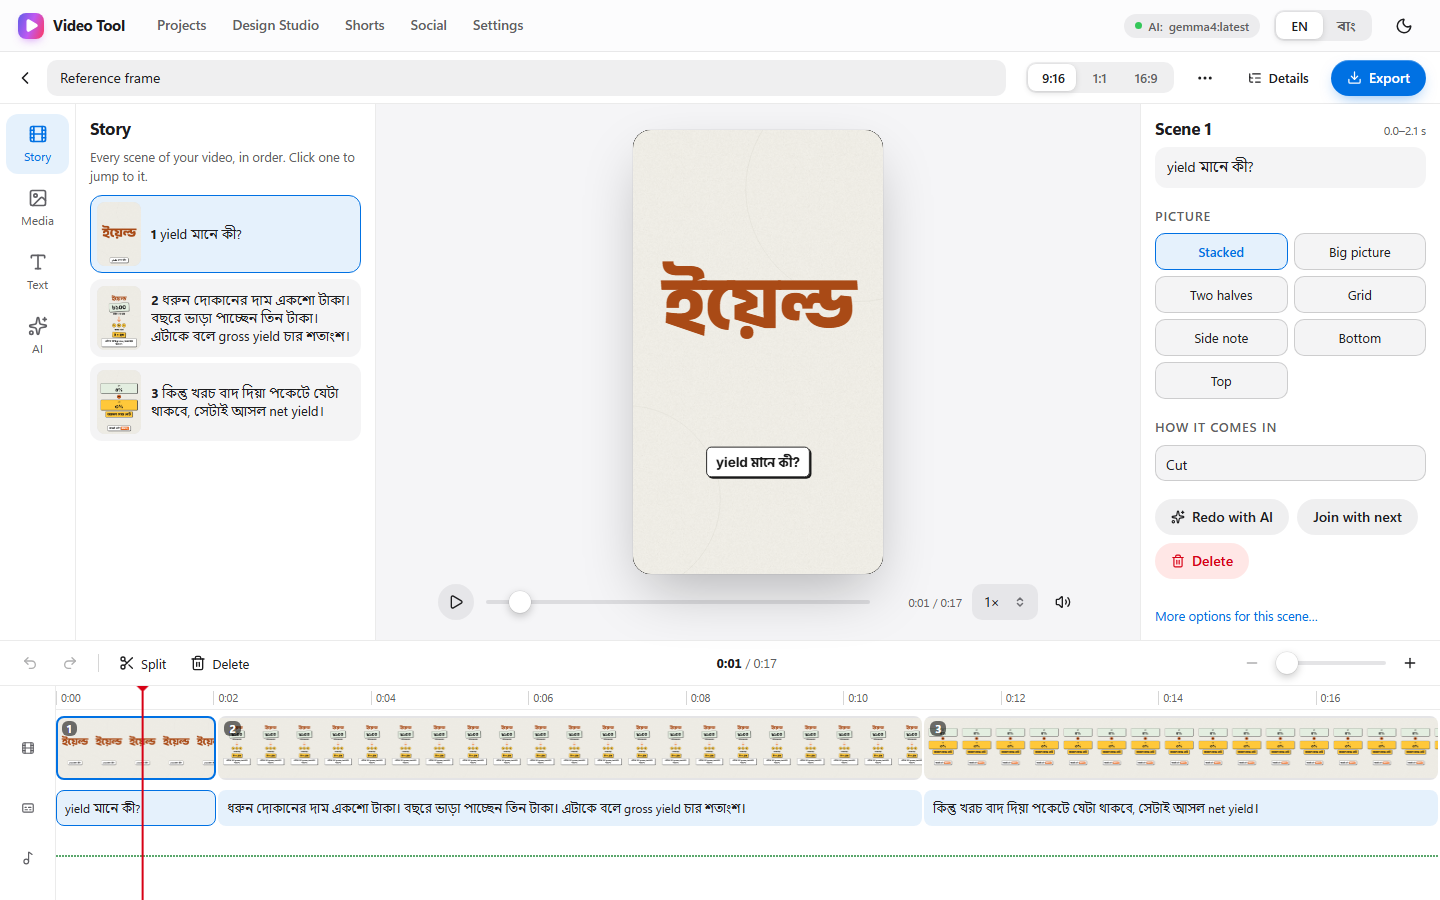 Video Tool
Projects
Design Studio
Shorts
Social
Settings
AI: gemma4:latest
EN
বাং
Reference frame
9:16
1:1
16:9
Details
Export
Story
Media
Text
AI
Story
Every scene of your video, in order. Click one to
jump to it.
ইয়েল্ড
1 yield মানে কী?
2 ধরুন দোকানের দাম একশো টাকা।
বছরে ভাড়া পাচ্ছেন তিন টাকা।
এটাকে বলে gross yield চার শতাংশ।
3 কিন্তু খরচ বাদ দিয়া পকেটে যেটা
থাকবে, সেটাই আসল net yield।
ইয়েল্ড
yield মানে কী?
0:01 / 0:17
1×
Scene 1
0.0–2.1 s
yield মানে কী?
PICTURE
Stacked
Big picture
Two halves
Grid
Side note
Bottom
Top
HOW IT COMES IN
Cut
Redo with AI
Join with next
Delete
More options for this scene...
Split
Delete
0:01 / 0:17
0:00
0:02
0:04
0:06
0:08
0:10
0:12
0:14
0:16
1
ইয়েল্ড ইয়েল্ড ইয়েল্ড ইয়েল্ড
2
3
yield মানে কী?
ধরুন দোকানের দাম একশো টাকা। বছরে ভাড়া পাচ্ছেন তিন টাকা। এটাকে বলে gross yield চার শতাংশ।
কিন্তু খরচ বাদ দিয়া পকেটে যেটা থাকবে, সেটাই আসল net yield।